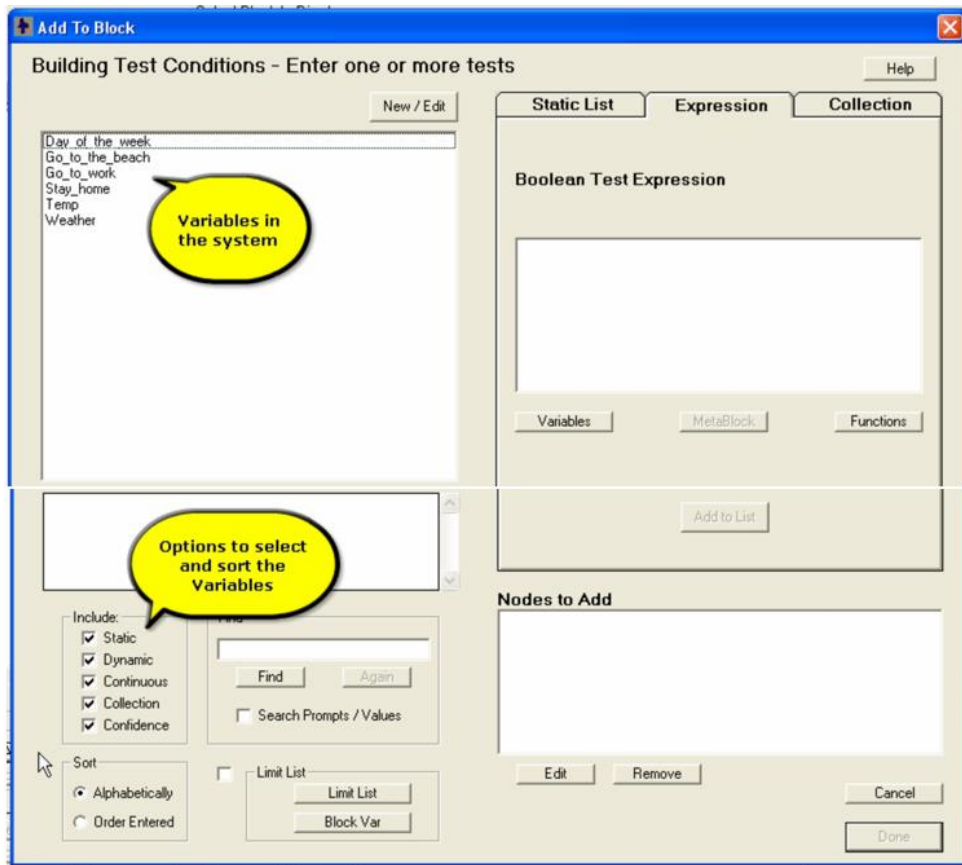 Add To Block
Building Test Conditions - Enter one or more tests
Help
New / Edit
Day_of_the_week
Go_to_the_beach
Go_to_work
Stay_home
Temp
Weather
Variables in
the system
Static List
Expression
Collection
Boolean Test Expression
Variables
MetaBlock
Functions
Add to List
Options to select
and sort the
Variables
Include:
Static
Dynamic
Continuous
Collection
Confidence
Find
Again
Search Prompts / Values
Sort
Alphabetically
Order Entered
Limit List
Limit List
Block Var
Nodes to Add
Edit
Remove
Cancel
Done